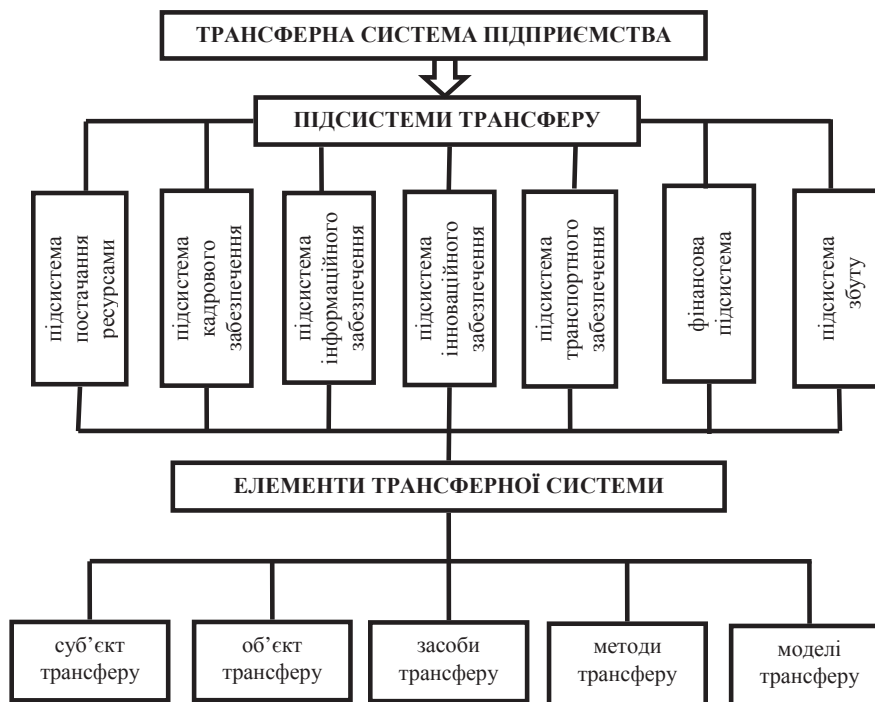 ТРАНСФЕРНА СИСТЕМА ПІДПРИЄМСТВА
ПІДСИСТЕМИ ТРАНСФЕРУ
підсистема
постачання
ресурсами
підсистема
кадрового
забезпечення
підсистема
інформаційного
забезпечення
підсистема
інноваційного
забезпечення
підсистема
транспортного
забезпечення
фінансова
підсистема
підсистема
збуту
ЕЛЕМЕНТИ ТРАНСФЕРНОЇ СИСТЕМИ
суб’єкт
трансферу
об’єкт
трансферу
засоби
трансферу
методи
трансферу
моделі
трансферу